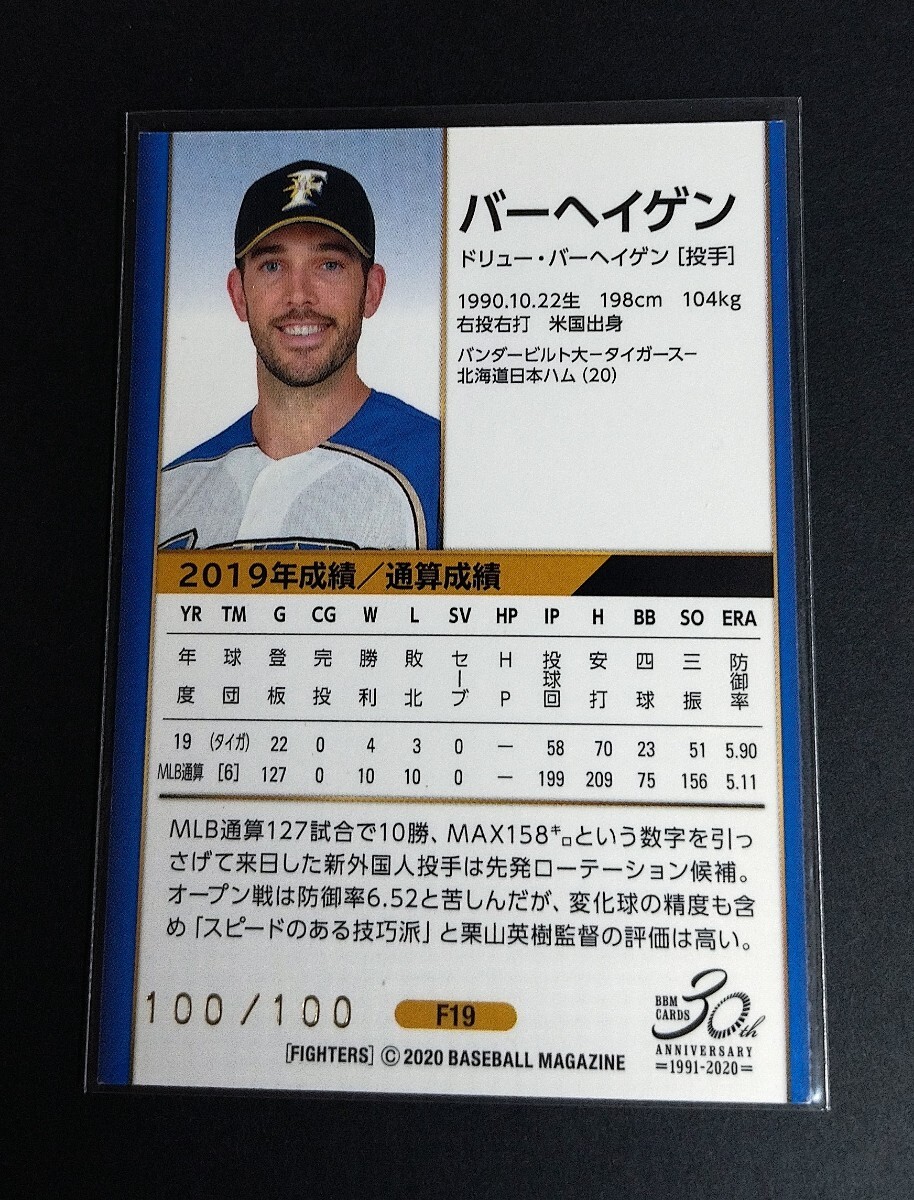 F
バーヘイゲン
ドリュー・バーヘイゲン [投手]
1990.10.22生 198cm 104kg
右投右打 米国出身
バンダービルト大－タイガース－
北海道日本ハム (20)
2019年成績／通算成績
YR TM G CG W L SV HP IP H BB SO ERA
年度 球団 登板 完投 勝利 敗北 セーブ HP 投球回 安打 四球 三振 防御率
19 (タイガ) 22 0 4 3 0 － 58 70 23 51 5.90
MLB通算 [6] 127 0 10 10 0 － 199 209 75 156 5.11
MLB通算127試合で10勝、MAX158㌔という数字を引っ
さげて来日した新外国人投手は先発ローテーション候補。
オープン戦は防御率6.52と苦しんだが、変化球の精度も含
め「スピードのある技巧派」と栗山英樹監督の評価は高い。
100/100
F19
BBM
CARDS
30th
ANNIVERSARY
=1991-2020=
[FIGHTERS] © 2020 BASEBALL MAGAZINE